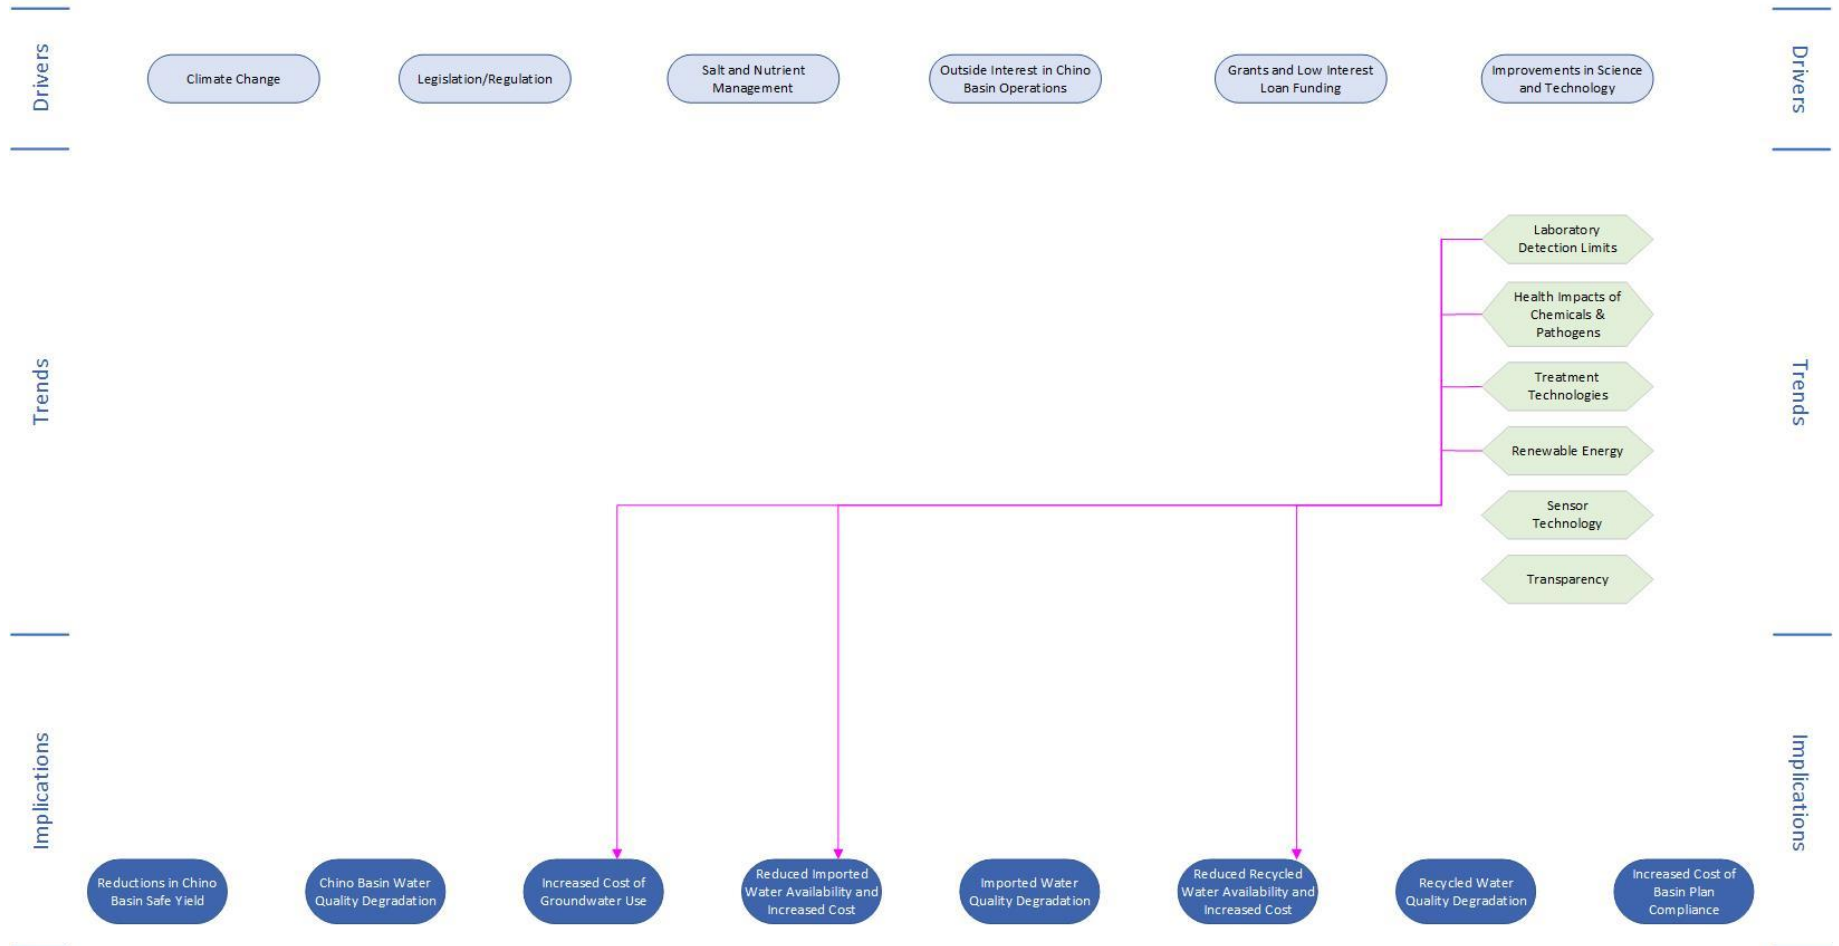 Drivers
Climate Change
Legislation/Regulation
Salt and Nutrient
Management
Outside Interest in Chino
Basin Operations
Grants and Low Interest
Loan Funding
Improvements in Science
and Technology
Drivers
Trends
Laboratory
Detection Limits
Health Impacts of
Chemicals &
Pathogens
Treatment
Technologies
Renewable Energy
Sensor
Technology
Transparency
Trends
Implications
Reductions in Chino
Basin Safe Yield
Chino Basin Water
Quality Degradation
Increased Cost of
Groundwater Use
Reduced Imported
Water Availability and
Increased Cost
Imported Water
Quality Degradation
Reduced Recycled
Water Availability and
Increased Cost
Recycled Water
Quality Degradation
Increased Cost of
Basin Plan
Compliance
Implications